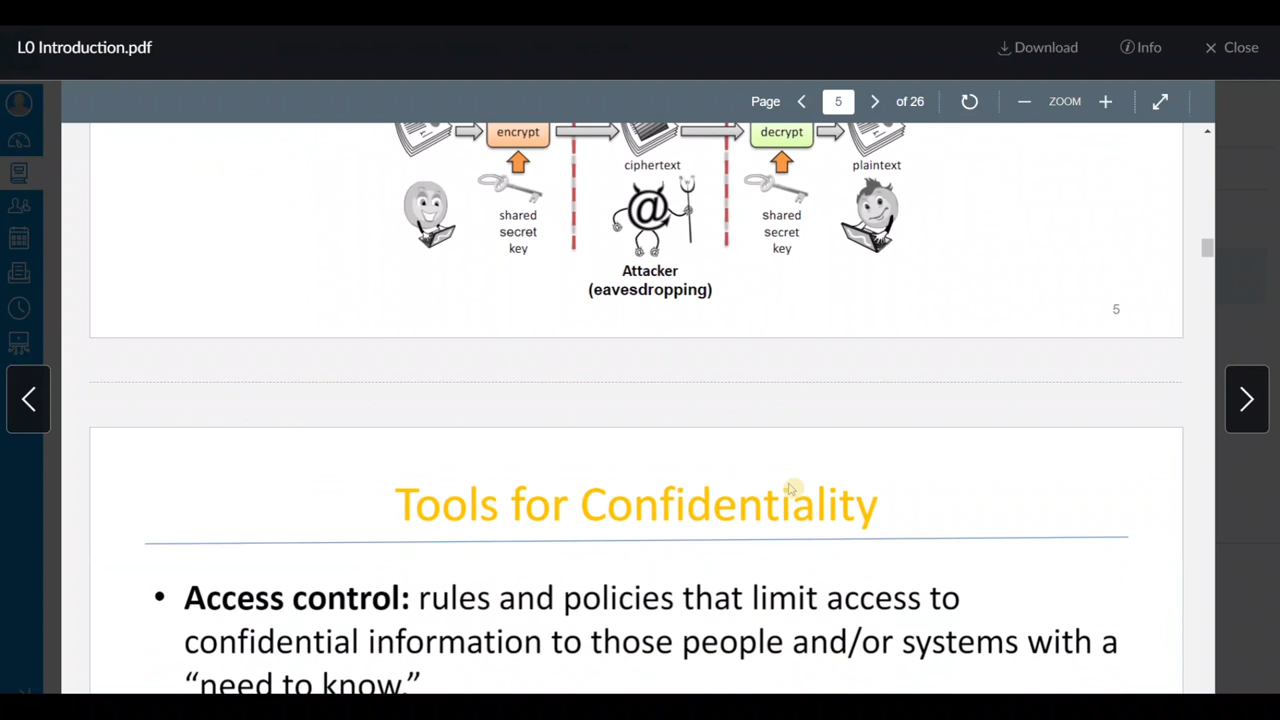 L0 Introduction.pdf
Download
Info
Close
Page
5
of 26
ZOOM
encrypt
decrypt
ciphertext
plaintext
shared
secret
key
@
shared
secret
key
Attacker
(eavesdropping)
5
Tools for Confidentiality
• Access control: rules and policies that limit access to
confidential information to those people and/or systems with a
“need to know.”